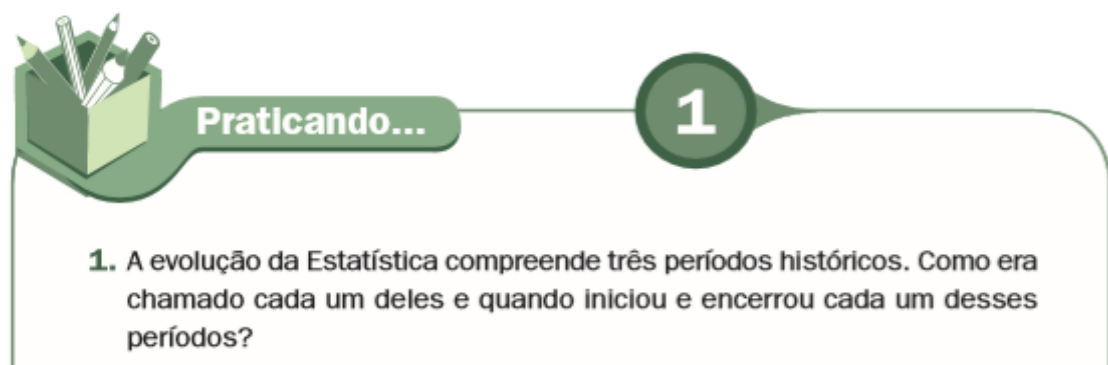 Praticando...
1
1. A evolução da Estatística compreende três períodos históricos. Como era
chamado cada um deles e quando iniciou e encerrou cada um desses
períodos?